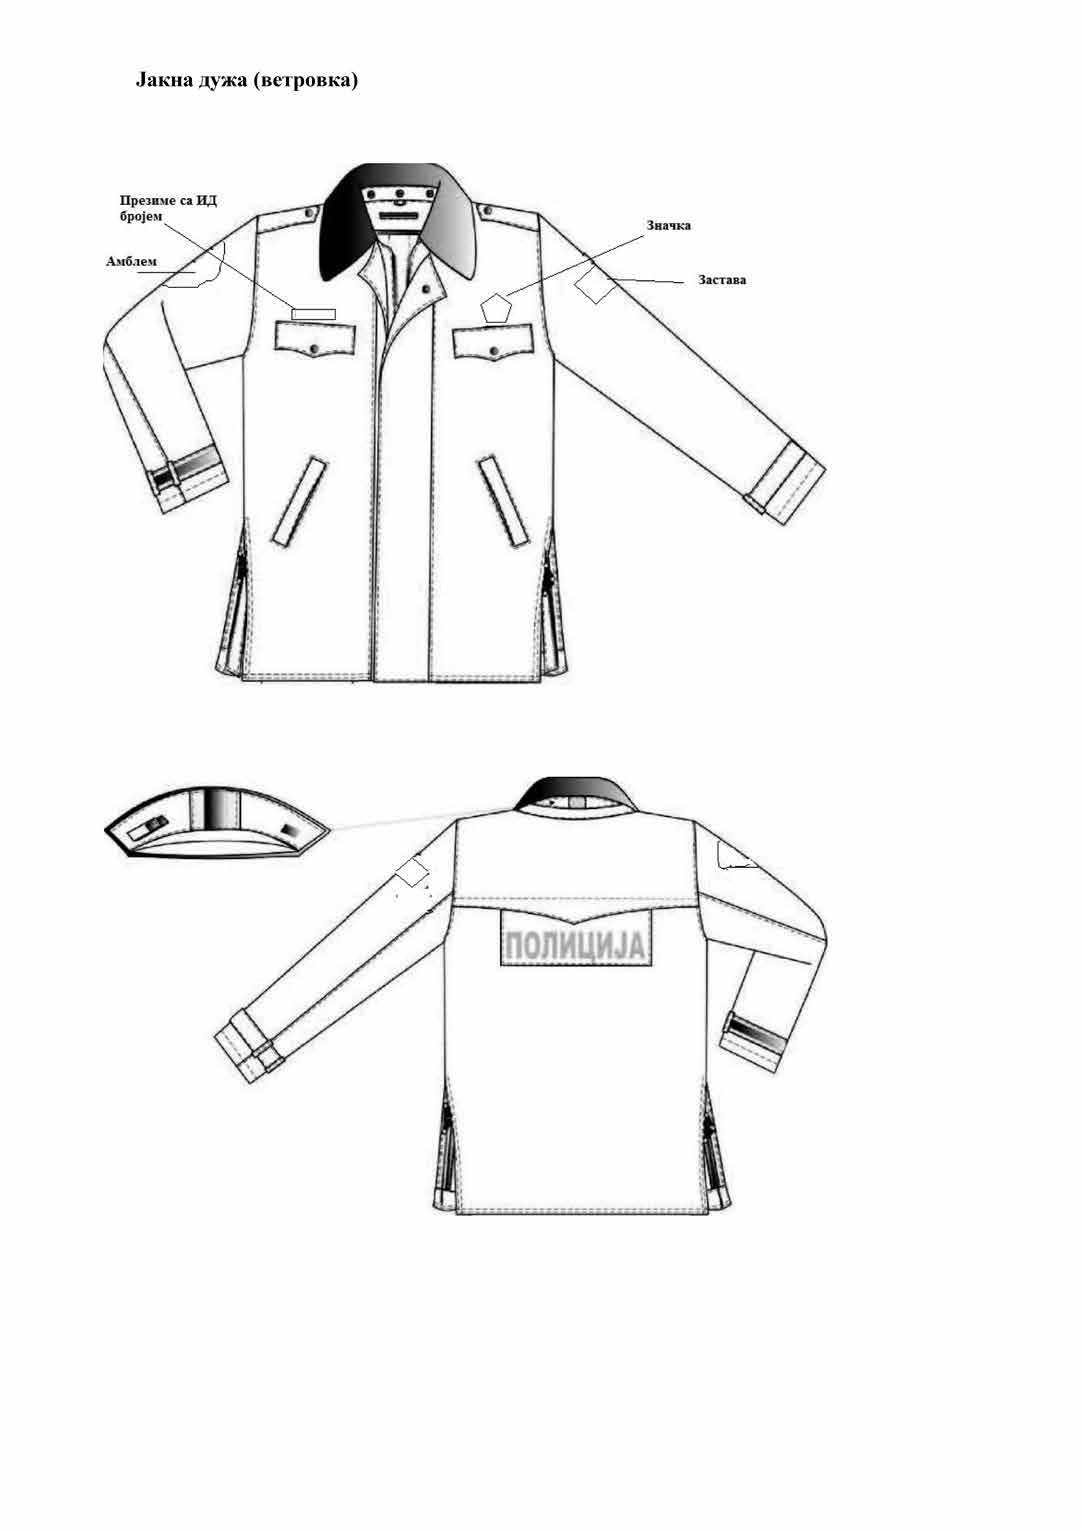 Јакна дужа (ветровка)
Презиме са ИД
бројем
Значка
Амблем
Застава
ПОЛИЦИЈА